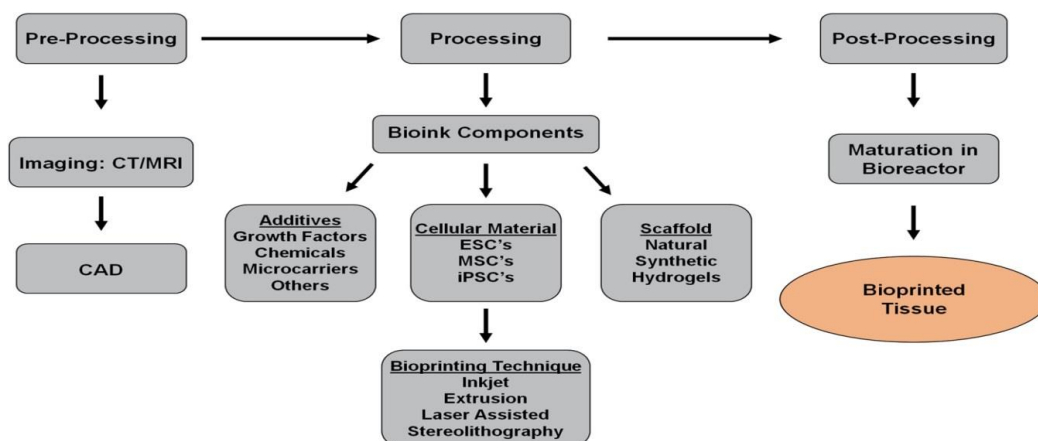 Pre-Processing
Processing
Post-Processing
Imaging: CT/MRI
CAD
Bioink Components
Additives
Growth Factors
Chemicals
Microcarriers
Others
Cellular Material
ESC's
MSC's
iPSC's
Scaffold
Natural
Synthetic
Hydrogels
Bioprinting Technique
Inkjet
Extrusion
Laser Assisted
Stereolithography
Maturation in
Bioreactor
Bioprinted
Tissue